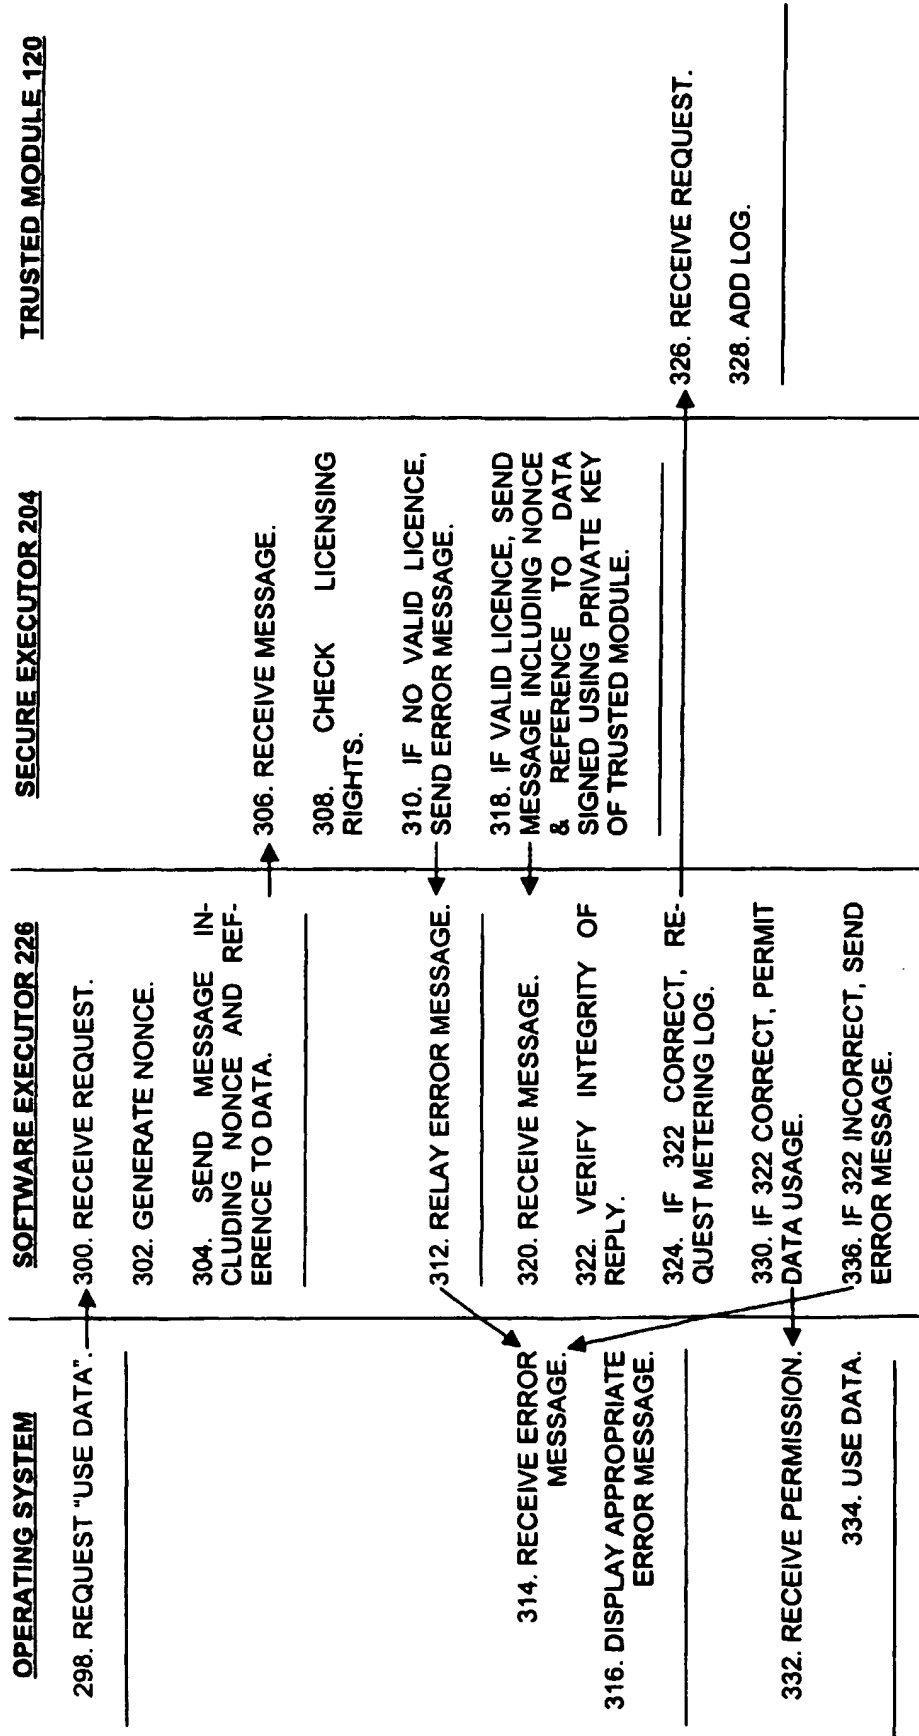 OPERATING SYSTEM
298. REQUEST "USE DATA".
314. RECEIVE ERROR
MESSAGE.
316. DISPLAY APPROPRIATE
ERROR MESSAGE.
332. RECEIVE PERMISSION.
334. USE DATA.
SOFTWARE EXECUTOR 226
300. RECEIVE REQUEST.
302. GENERATE NONCE.
304. SEND MESSAGE IN-
CLUDING NONCE AND REF-
ERENCE TO DATA.
312. RELAY ERROR MESSAGE.
320. RECEIVE MESSAGE.
322. VERIFY INTEGRITY OF
REPLY.
324. IF 322 CORRECT, RE-
QUEST METERING LOG.
330. IF 322 CORRECT, PERMIT
DATA USAGE.
336. IF 322 INCORRECT, SEND
ERROR MESSAGE.
SECURE EXECUTOR 204
306. RECEIVE MESSAGE.
308. CHECK LICENSING
RIGHTS.
310. IF NO VALID LICENCE,
SEND ERROR MESSAGE.
318. IF VALID LICENCE, SEND
MESSAGE INCLUDING NONCE
& REFERENCE TO DATA
SIGNED USING PRIVATE KEY
OF TRUSTED MODULE.
TRUSTED MODULE 120
326. RECEIVE REQUEST.
328. ADD LOG.